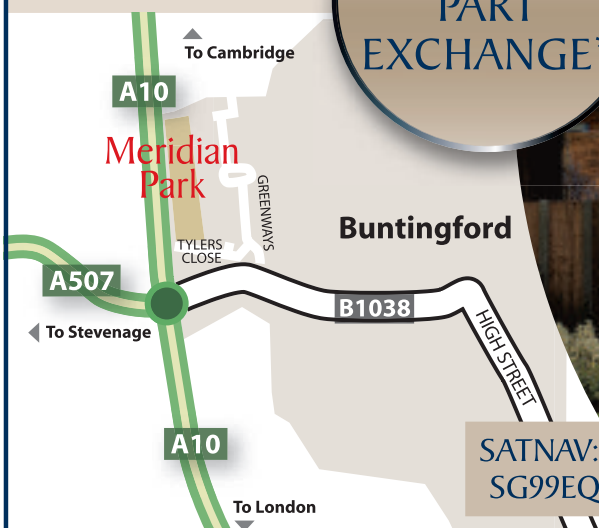 PART
EXCHANGE*
To Cambridge
A10
Meridian
Park
GREENWAYS
TYLERS
CLOSE
Buntingford
A507
B1038
To Stevenage
HIGH STREET
A10
SATNAV:
SG99EQ
To London